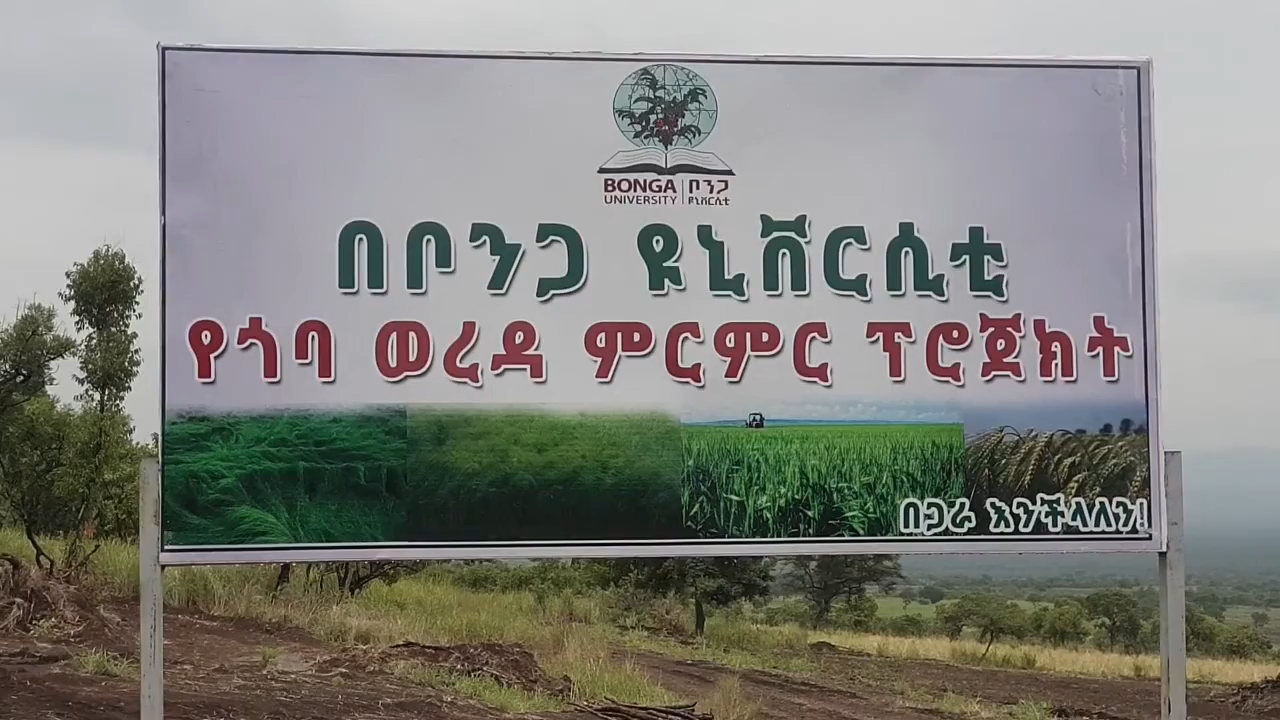 BONGA ቦንጋ
UNIVERSITY ዩኒቨርሲቲ
በቦንጋ ዩኒቨርሲቲ
የጎባ ወረዳ ምርምር ፕሮጀክት
በጋራ እንችላለን!